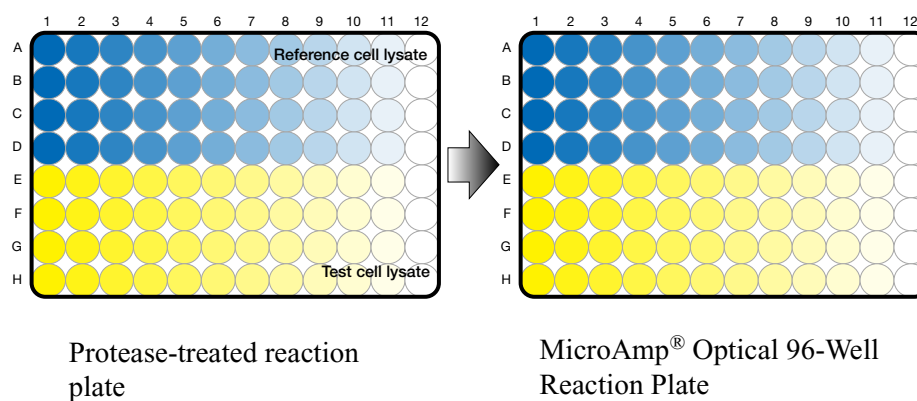 1 2 3 4 5 6 7 8 9 10 11 12
A
B
C
D
E
F
G
H
Reference cell lysate
Test cell lysate
1 2 3 4 5 6 7 8 9 10 11 12
A
B
C
D
E
F
G
H
Protease-treated reaction
plate
MicroAmp® Optical 96-Well
Reaction Plate